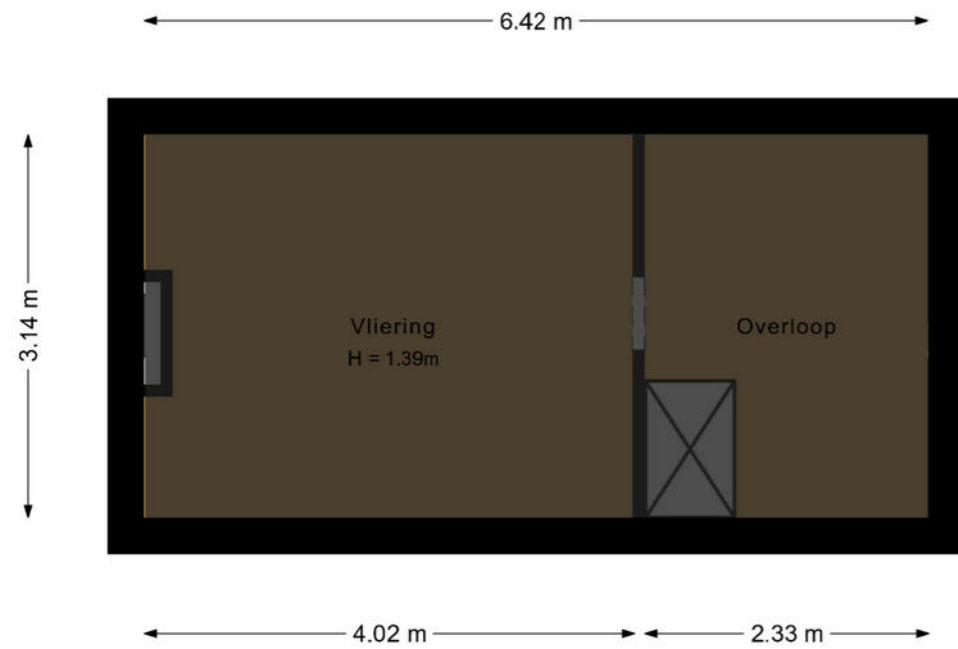 6.42 m
3.14 m
Vliering
H = 1.39m
Overloop
4.02 m
2.33 m